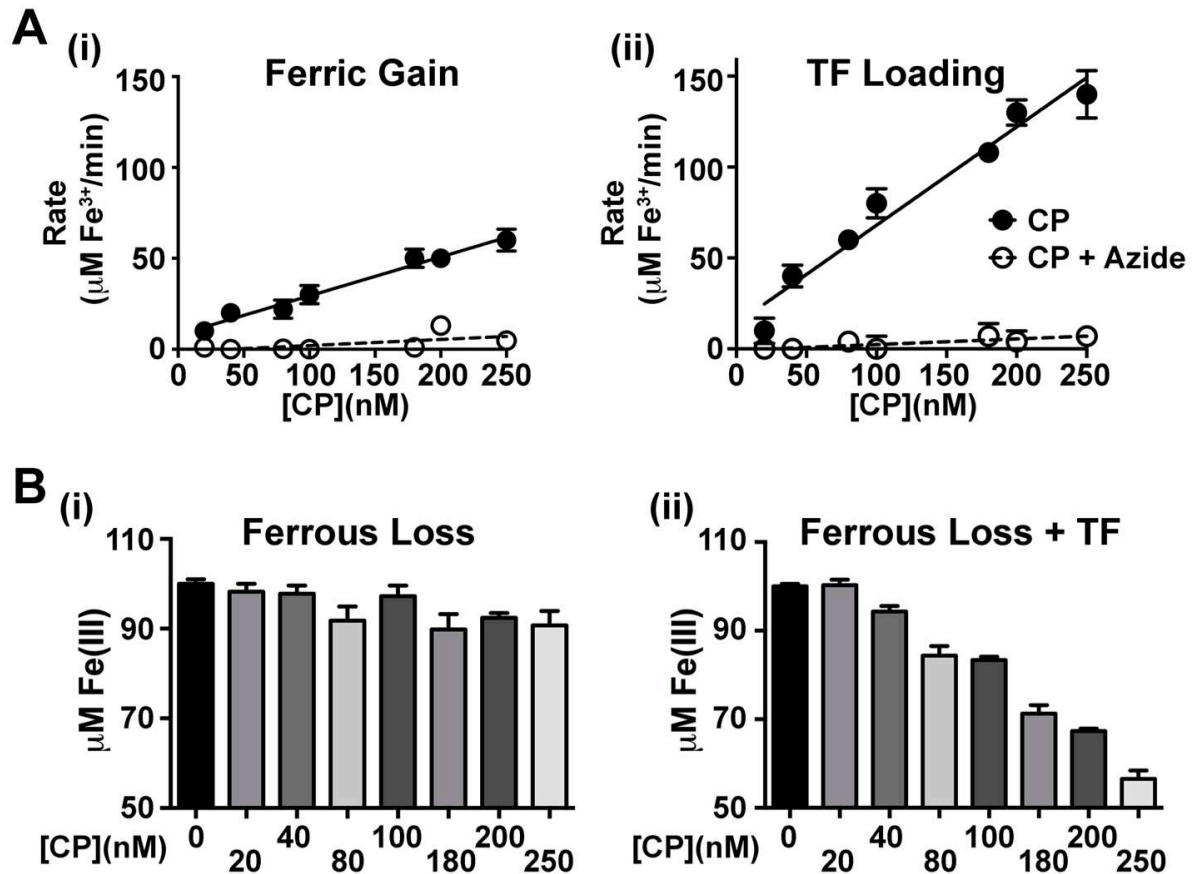 A
(i)
Ferric Gain
Rate
(μM Fe³⁺/min)
150
100
50
0
0 50 100 150 200 250
[CP](nM)
(ii)
TF Loading
Rate
(μM Fe³⁺/min)
150
100
50
0
CP
CP + Azide
0 50 100 150 200 250
[CP](nM)
B
(i)
Ferrous Loss
μM Fe(III)
110
90
70
50
[CP](nM)
0 40 100 200
20 80 180 250
(ii)
Ferrous Loss + TF
μM Fe(III)
110
90
70
50
[CP](nM)
0 40 100 200
20 80 180 250